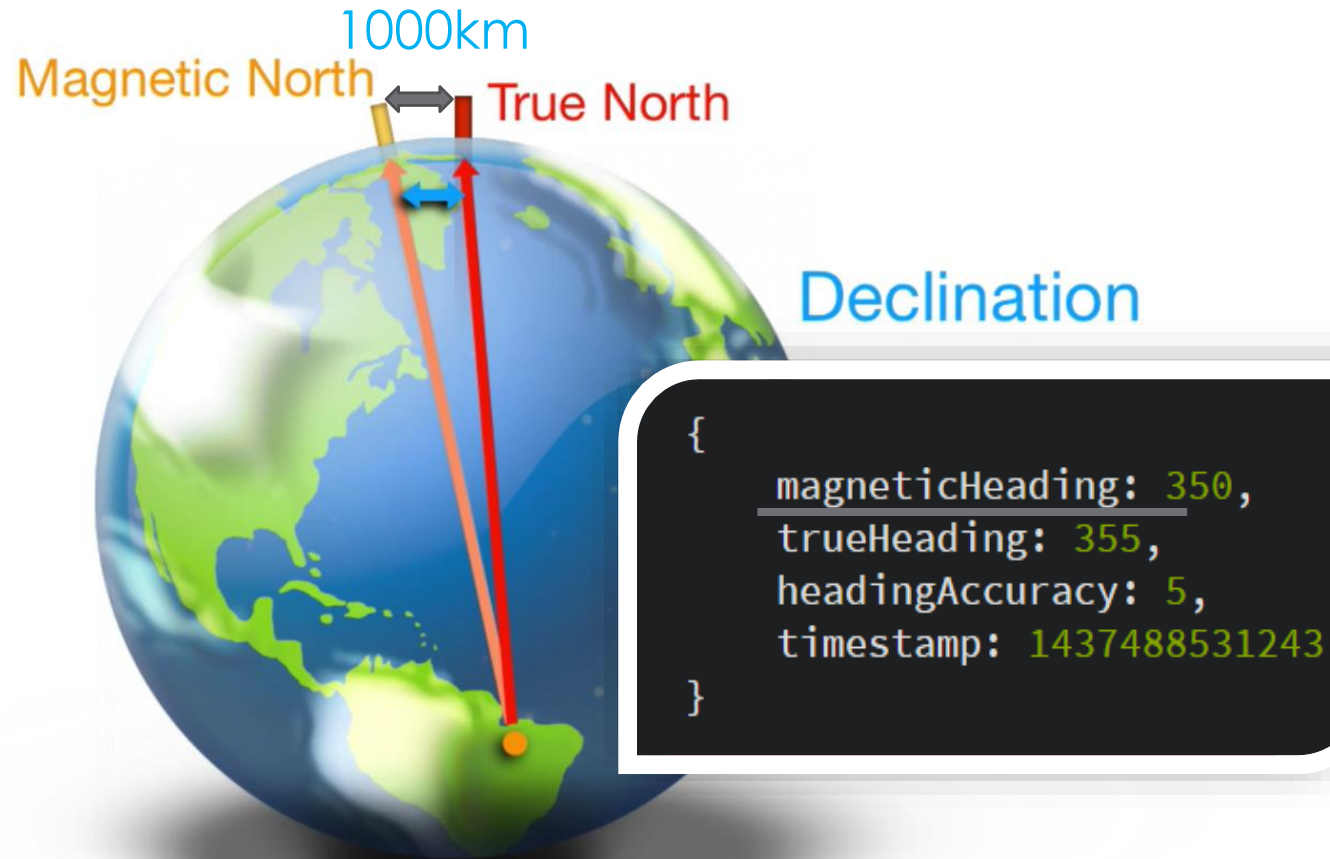 1000km
Magnetic North
True North
Declination
{
magneticHeading: 350,
trueHeading: 355,
headingAccuracy: 5,
timestamp: 1437488531243
}